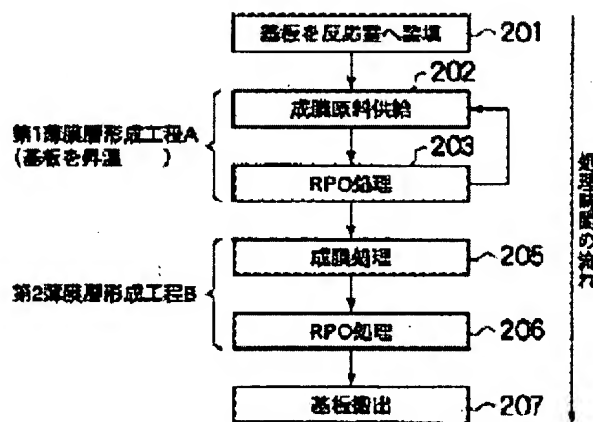 基板を反応室へ装填
201
202
成膜原料供給
第1薄膜層形成工程A
(基板を昇温 )
203
RPO処理
成膜処理
205
第2薄膜層形成工程B
RPO処理
206
基板搬出
207